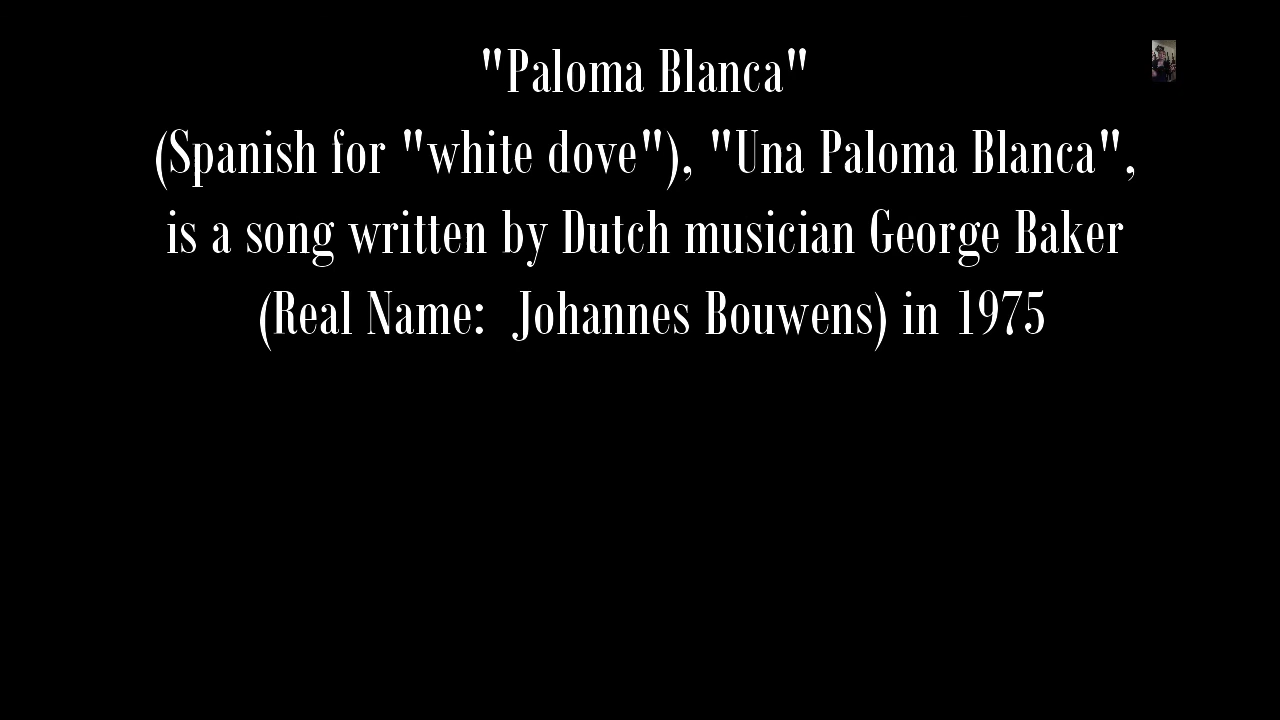 "Paloma Blanca"
(Spanish for "white dove"), "Una Paloma Blanca",
is a song written by Dutch musician George Baker
(Real Name:  Johannes Bouwens) in 1975